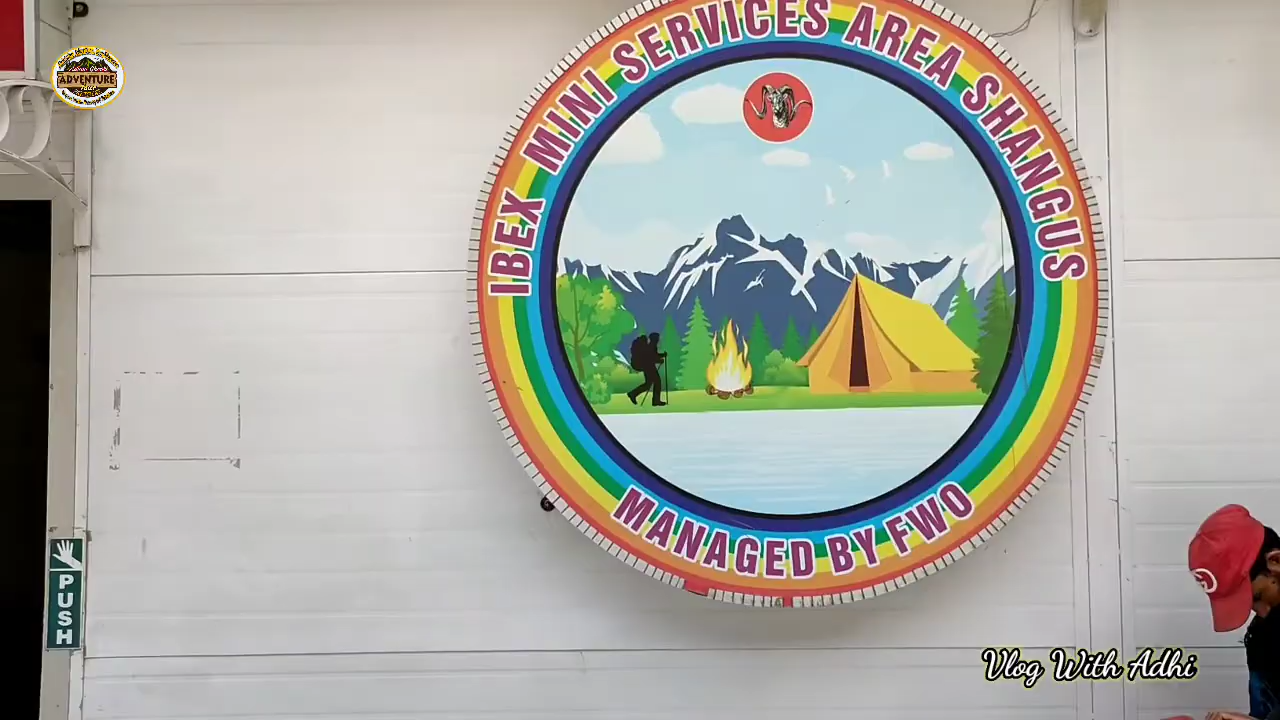 ADVENTURE
IBEX MINI SERVICES AREA SHANGUS
MANAGED BY FWO
PUSH
Vlog With Adhi